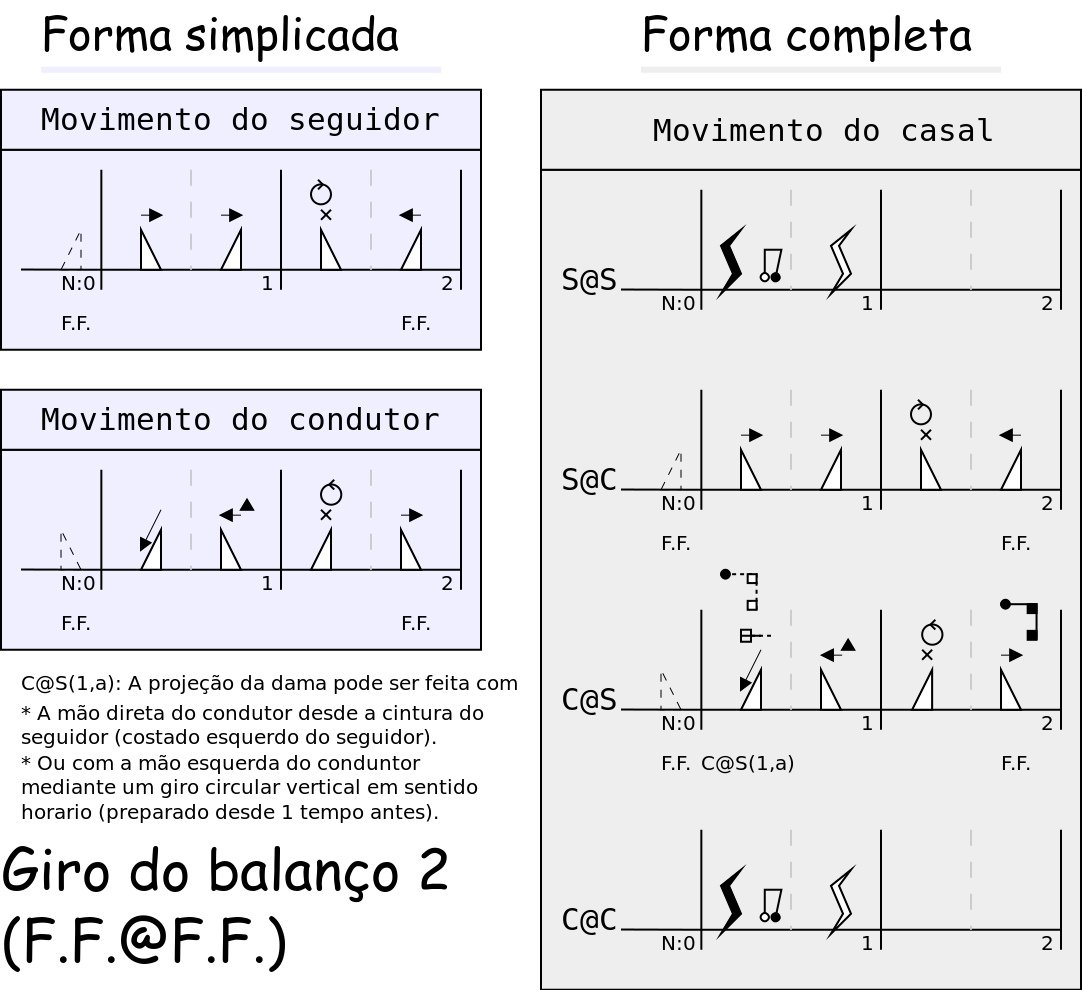 Forma simplicada
Movimento do seguidor
N:0 1 2
F.F. F.F.
Movimento do condutor
N:0 1 2
F.F. F.F.
C@S(1,a): A projeção da dama pode ser feita com
* A mão direta do condutor desde a cintura do
seguidor (costado esquerdo do seguidor).
* Ou com a mão esquerda do conduntor
mediante um giro circular vertical em sentido
horario (preparado desde 1 tempo antes).
Giro do balanço 2
(F.F.@F.F.)
Forma completa
Movimento do casal
S@S
N:0 1 2
S@C
N:0 1 2
F.F. F.F.
C@S
N:0 1 2
F.F. C@S(1,a) F.F.
C@C
N:0 1 2